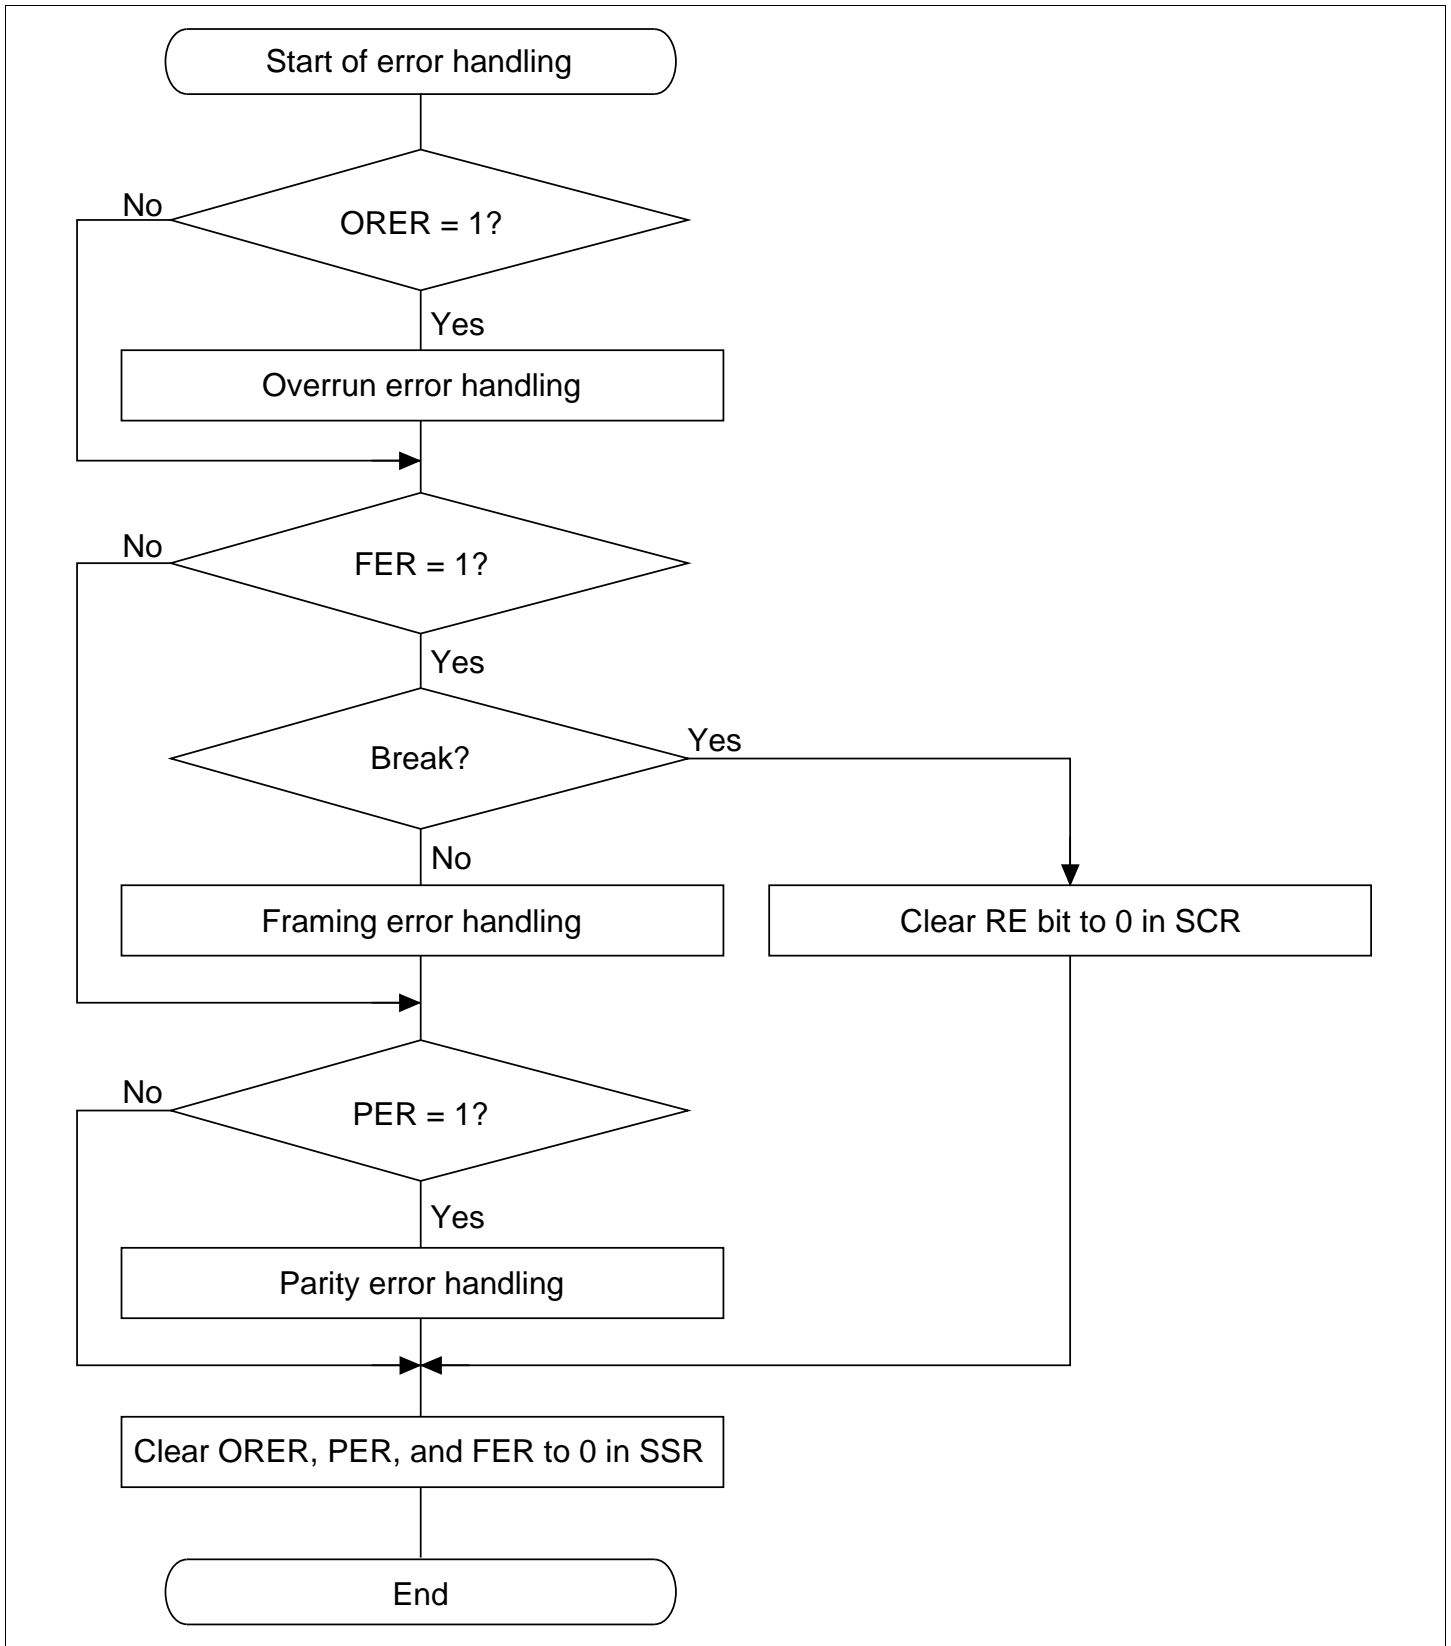 Start of error handling
No
ORER = 1?
Yes
Overrun error handling
No
FER = 1?
Yes
Break?
Yes
No
Framing error handling
Clear RE bit to 0 in SCR
No
PER = 1?
Yes
Parity error handling
Clear ORER, PER, and FER to 0 in SSR
End